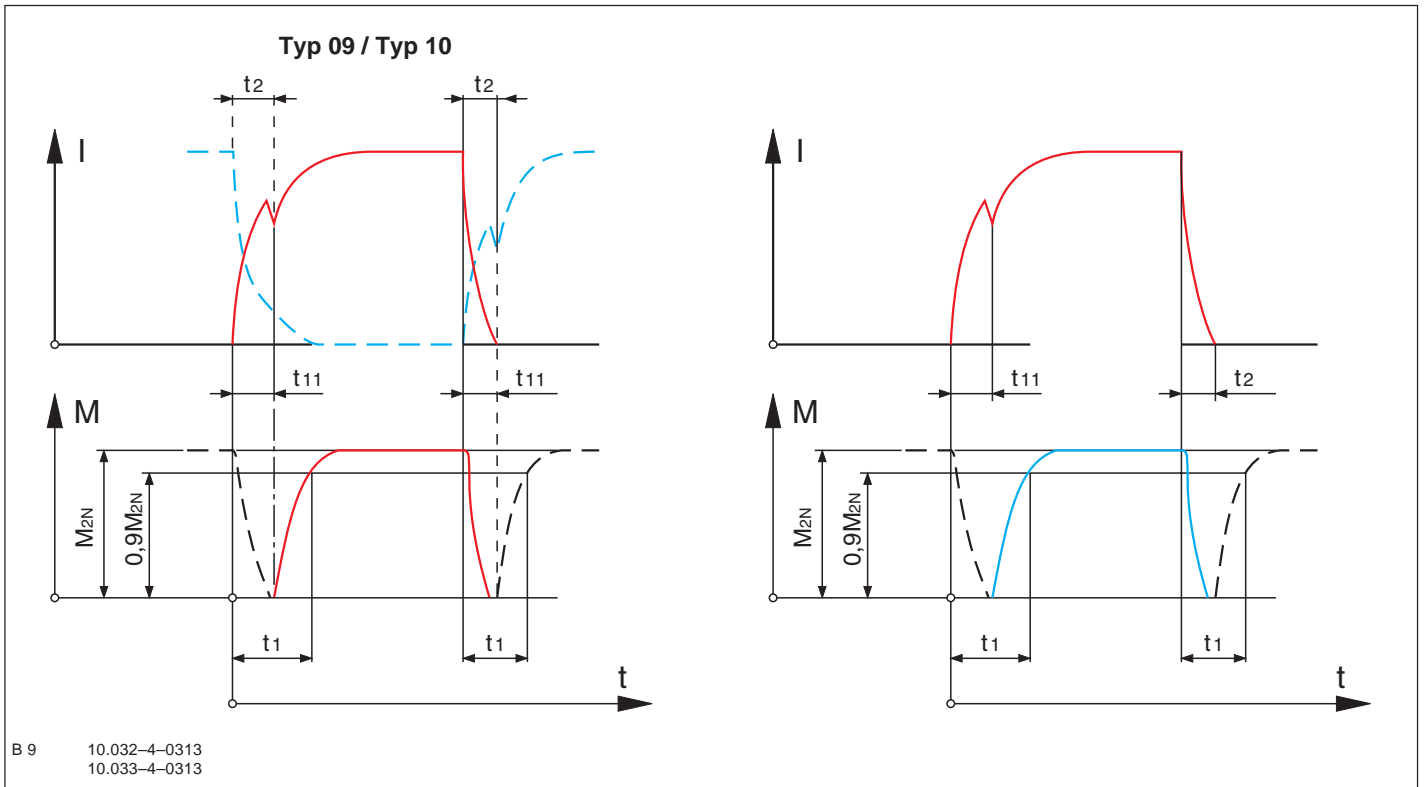 Typ 09 / Typ 10
t2 t2
I I
t11 t11 t11 t2
M M
M2N 0,9M2N M2N 0,9M2N
t1 t1 t1 t1
t t
B 9 10.032–4–0313
10.033–4–0313